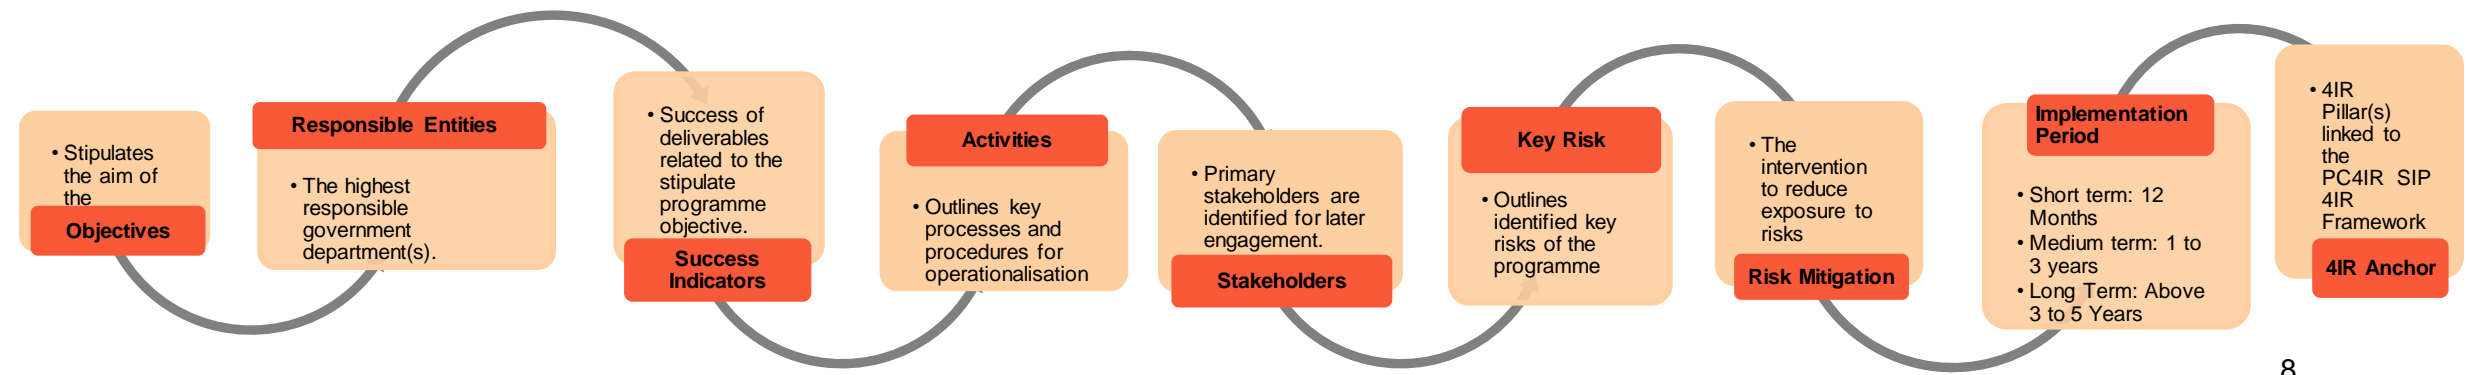 • Stipulates
the aim of
the
Objectives
Responsible Entities
• The highest
responsible
government
department(s).
• Success of
deliverables
related to the
stipulate
programme
objective.
Success
Indicators
Activities
• Outlines key
processes and
procedures for
operationalisation
• Primary
stakeholders are
identified for later
engagement.
Stakeholders
Key Risk
• Outlines
identified key
risks of the
programme
• The
intervention
to reduce
exposure to
risks
Risk Mitigation
Implementation
Period
• Short term: 12
Months
• Medium term: 1 to
3 years
• Long Term: Above
3 to 5 Years
• 4IR
Pillar(s)
linked to
the
PC4IR SIP
4IR
Framework
4IR Anchor
8